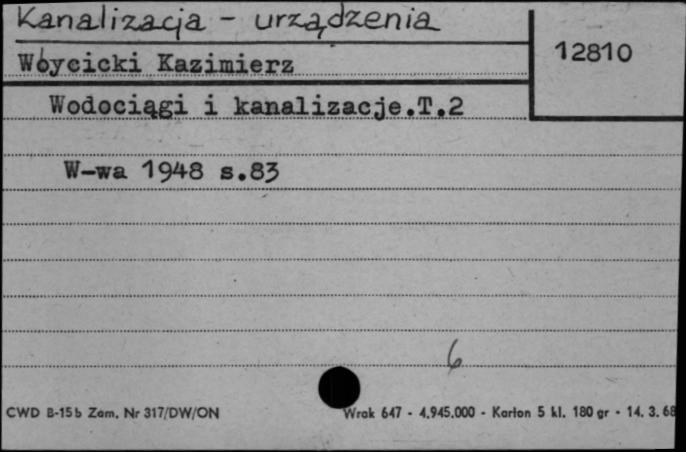 Kanalizacja - urządzenia
12810
Wóycicki Kazimierz
Wodociągi i kanalizacje.T.2
W-wa 1948 s.83
6
CWD B-15b Zam. Nr 317/DW/ON
Wrak 647 - 4.945.000 - Karton 5 kl. 180 gr - 14. 3. 68